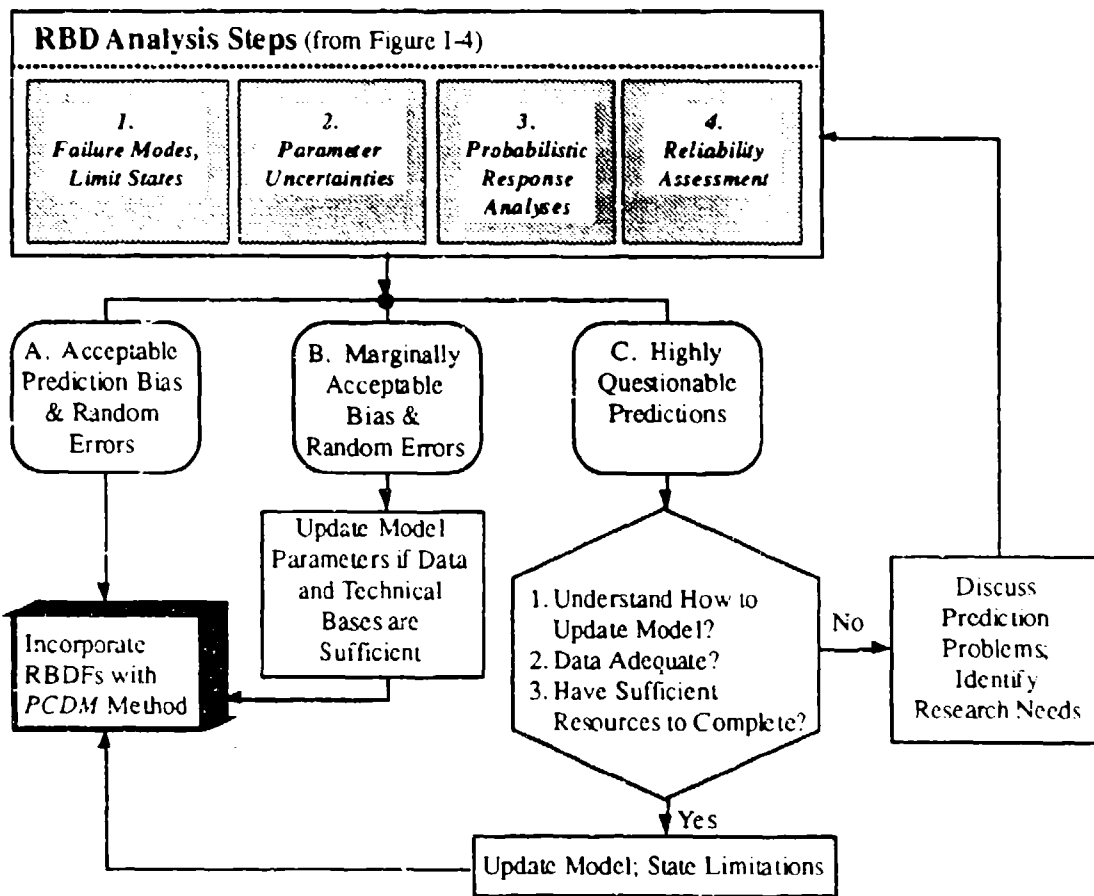 RBD Analysis Steps (from Figure 1-4)
1.
Failure Modes,
Limit States
2.
Parameter
Uncertainties
3.
Probabilistic
Response
Analyses
4.
Reliability
Assessment
A. Acceptable
Prediction Bias
& Random
Errors
B. Marginally
Acceptable
Bias &
Random Errors
C. Highly
Questionable
Predictions
Update Model
Parameters if Data
and Technical
Bases are
Sufficient
Incorporate
RBDFs with
PCDM Method
1. Understand How to
Update Model?
2. Data Adequate?
3. Have Sufficient
Resources to Complete?
No
Discuss
Prediction
Problems;
Identify
Research Needs
Yes
Update Model; State Limitations